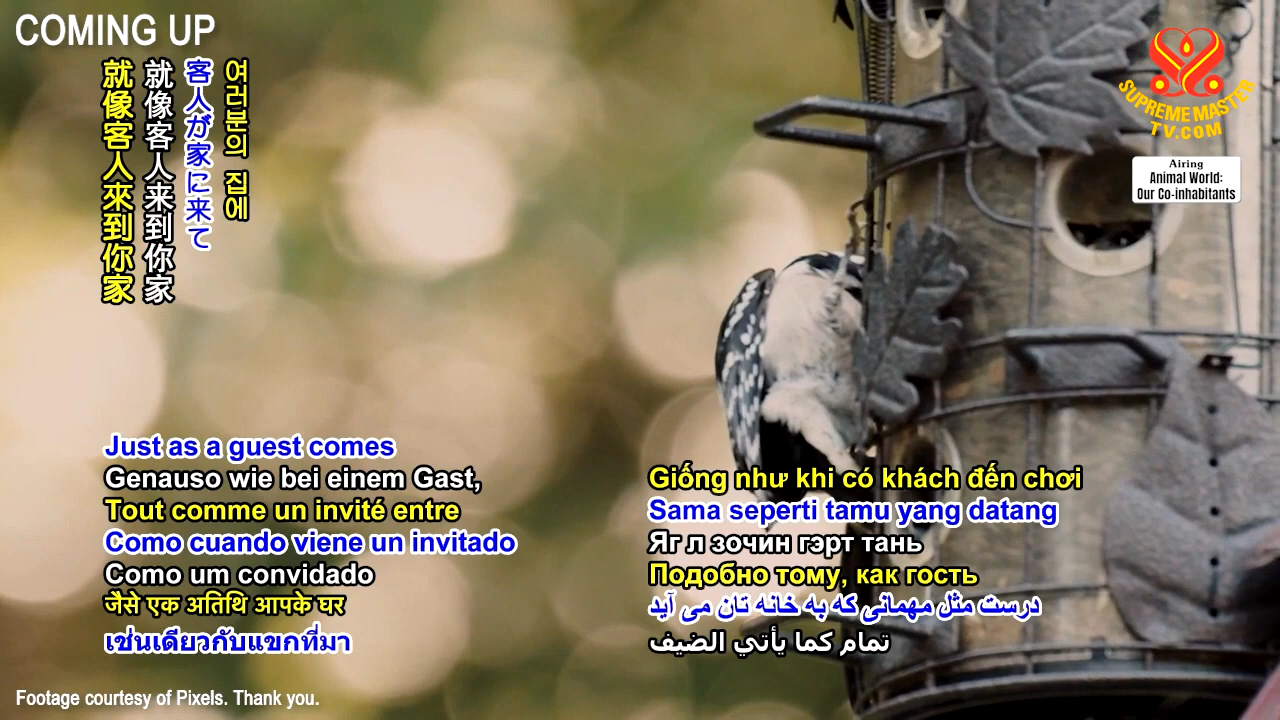 COMING UP
就像客人來到你家
就像客人来到你家
客人が家に来て
여러분의 집에
SUPREME MASTER
TV.COM
Airing
Animal World:
Our Co-inhabitants
Just as a guest comes
Genauso wie bei einem Gast,
Tout comme un invité entre
Como cuando viene un invitado
Como um convidado
जैसे एक अतिथि आपके घर
เช่นเดียวกับแขกที่มา
Giống như khi có khách đến chơi
Sama seperti tamu yang datang
Яг л зочин гэрт тань
Подобно тому, как гость
درست مثل مهمانی که به خانه تان می آید
تمام كما يأتي الضيف
Footage courtesy of Pixels. Thank you.